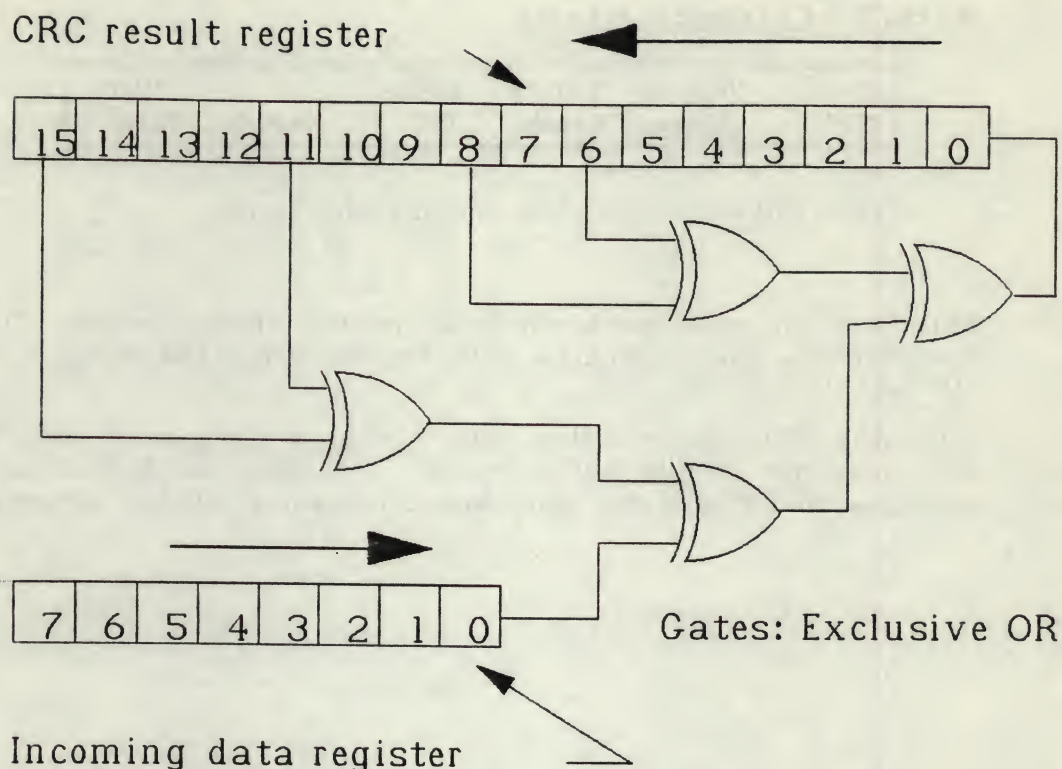 CRC result register
15 14 13 12 11 10 9 8 7 6 5 4 3 2 1 0
7 6 5 4 3 2 1 0
Gates: Exclusive OR
Incoming data register